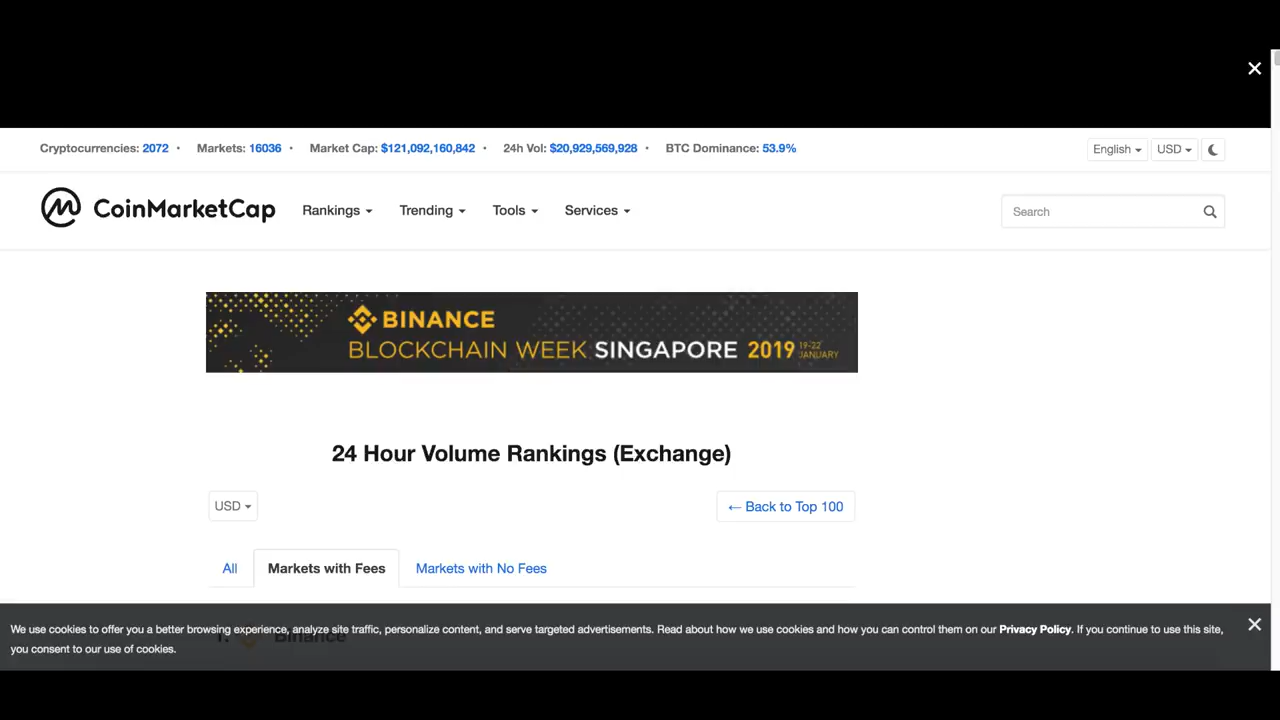 Cryptocurrencies: 2072 • Markets: 16036 • Market Cap: $121,092,160,842 • 24h Vol: $20,929,569,928 • BTC Dominance: 53.9%
English USD
CoinMarketCap Rankings Trending Tools Services
Search
BINANCE
BLOCKCHAIN WEEK SINGAPORE 2019 19-22 JANUARY
24 Hour Volume Rankings (Exchange)
USD
← Back to Top 100
All Markets with Fees Markets with No Fees
1. Binance
We use cookies to offer you a better browsing experience, analyze site traffic, personalize content, and serve targeted advertisements. Read about how we use cookies and how you can control them on our Privacy Policy. If you continue to use this site,
you consent to our use of cookies.